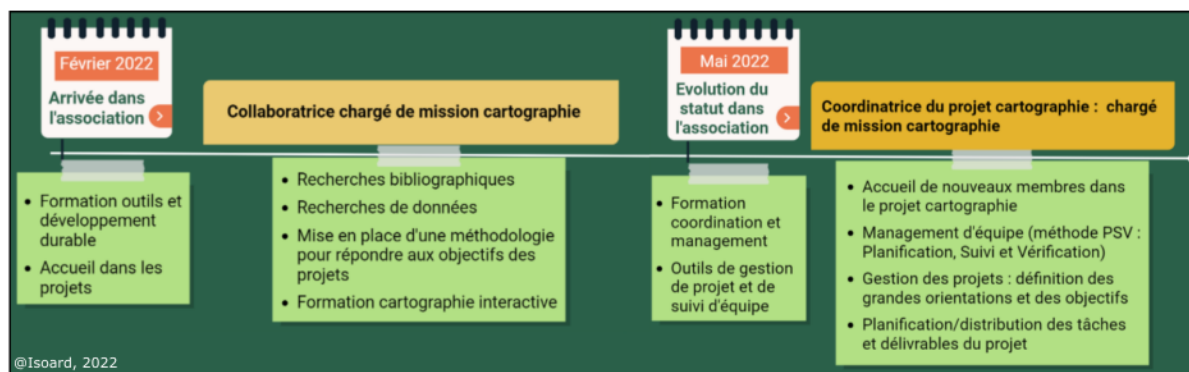 Février 2022
Arrivée dans
l'association
Collaboratrice chargé de mission cartographie
Mai 2022
Evolution du
statut dans
l'association
Coordinatrice du projet cartographie : chargé
de mission cartographie
• Formation outils et
développement
durable
• Accueil dans les
projets
• Recherches bibliographiques
• Recherches de données
• Mise en place d'une méthodologie
pour répondre aux objectifs des
projets
• Formation cartographie interactive
• Formation
coordination et
management
• Outils de gestion
de projet et de
suivi d'équipe
• Accueil de nouveaux membres dans
le projet cartographie
• Management d'équipe (méthode PSV :
Planification, Suivi et Vérification)
• Gestion des projets : définition des
grandes orientations et des objectifs
• Planification/distribution des tâches
et délivrables du projet
@Isoard, 2022